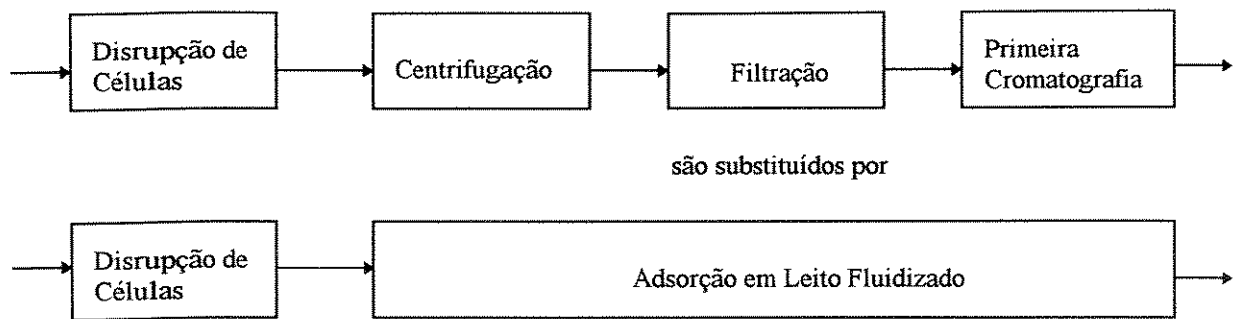 Disrupção de
Células
Centrifugação
Filtração
Primeira
Cromatografia
são substituídos por
Disrupção de
Células
Adsorção em Leito Fluidizado